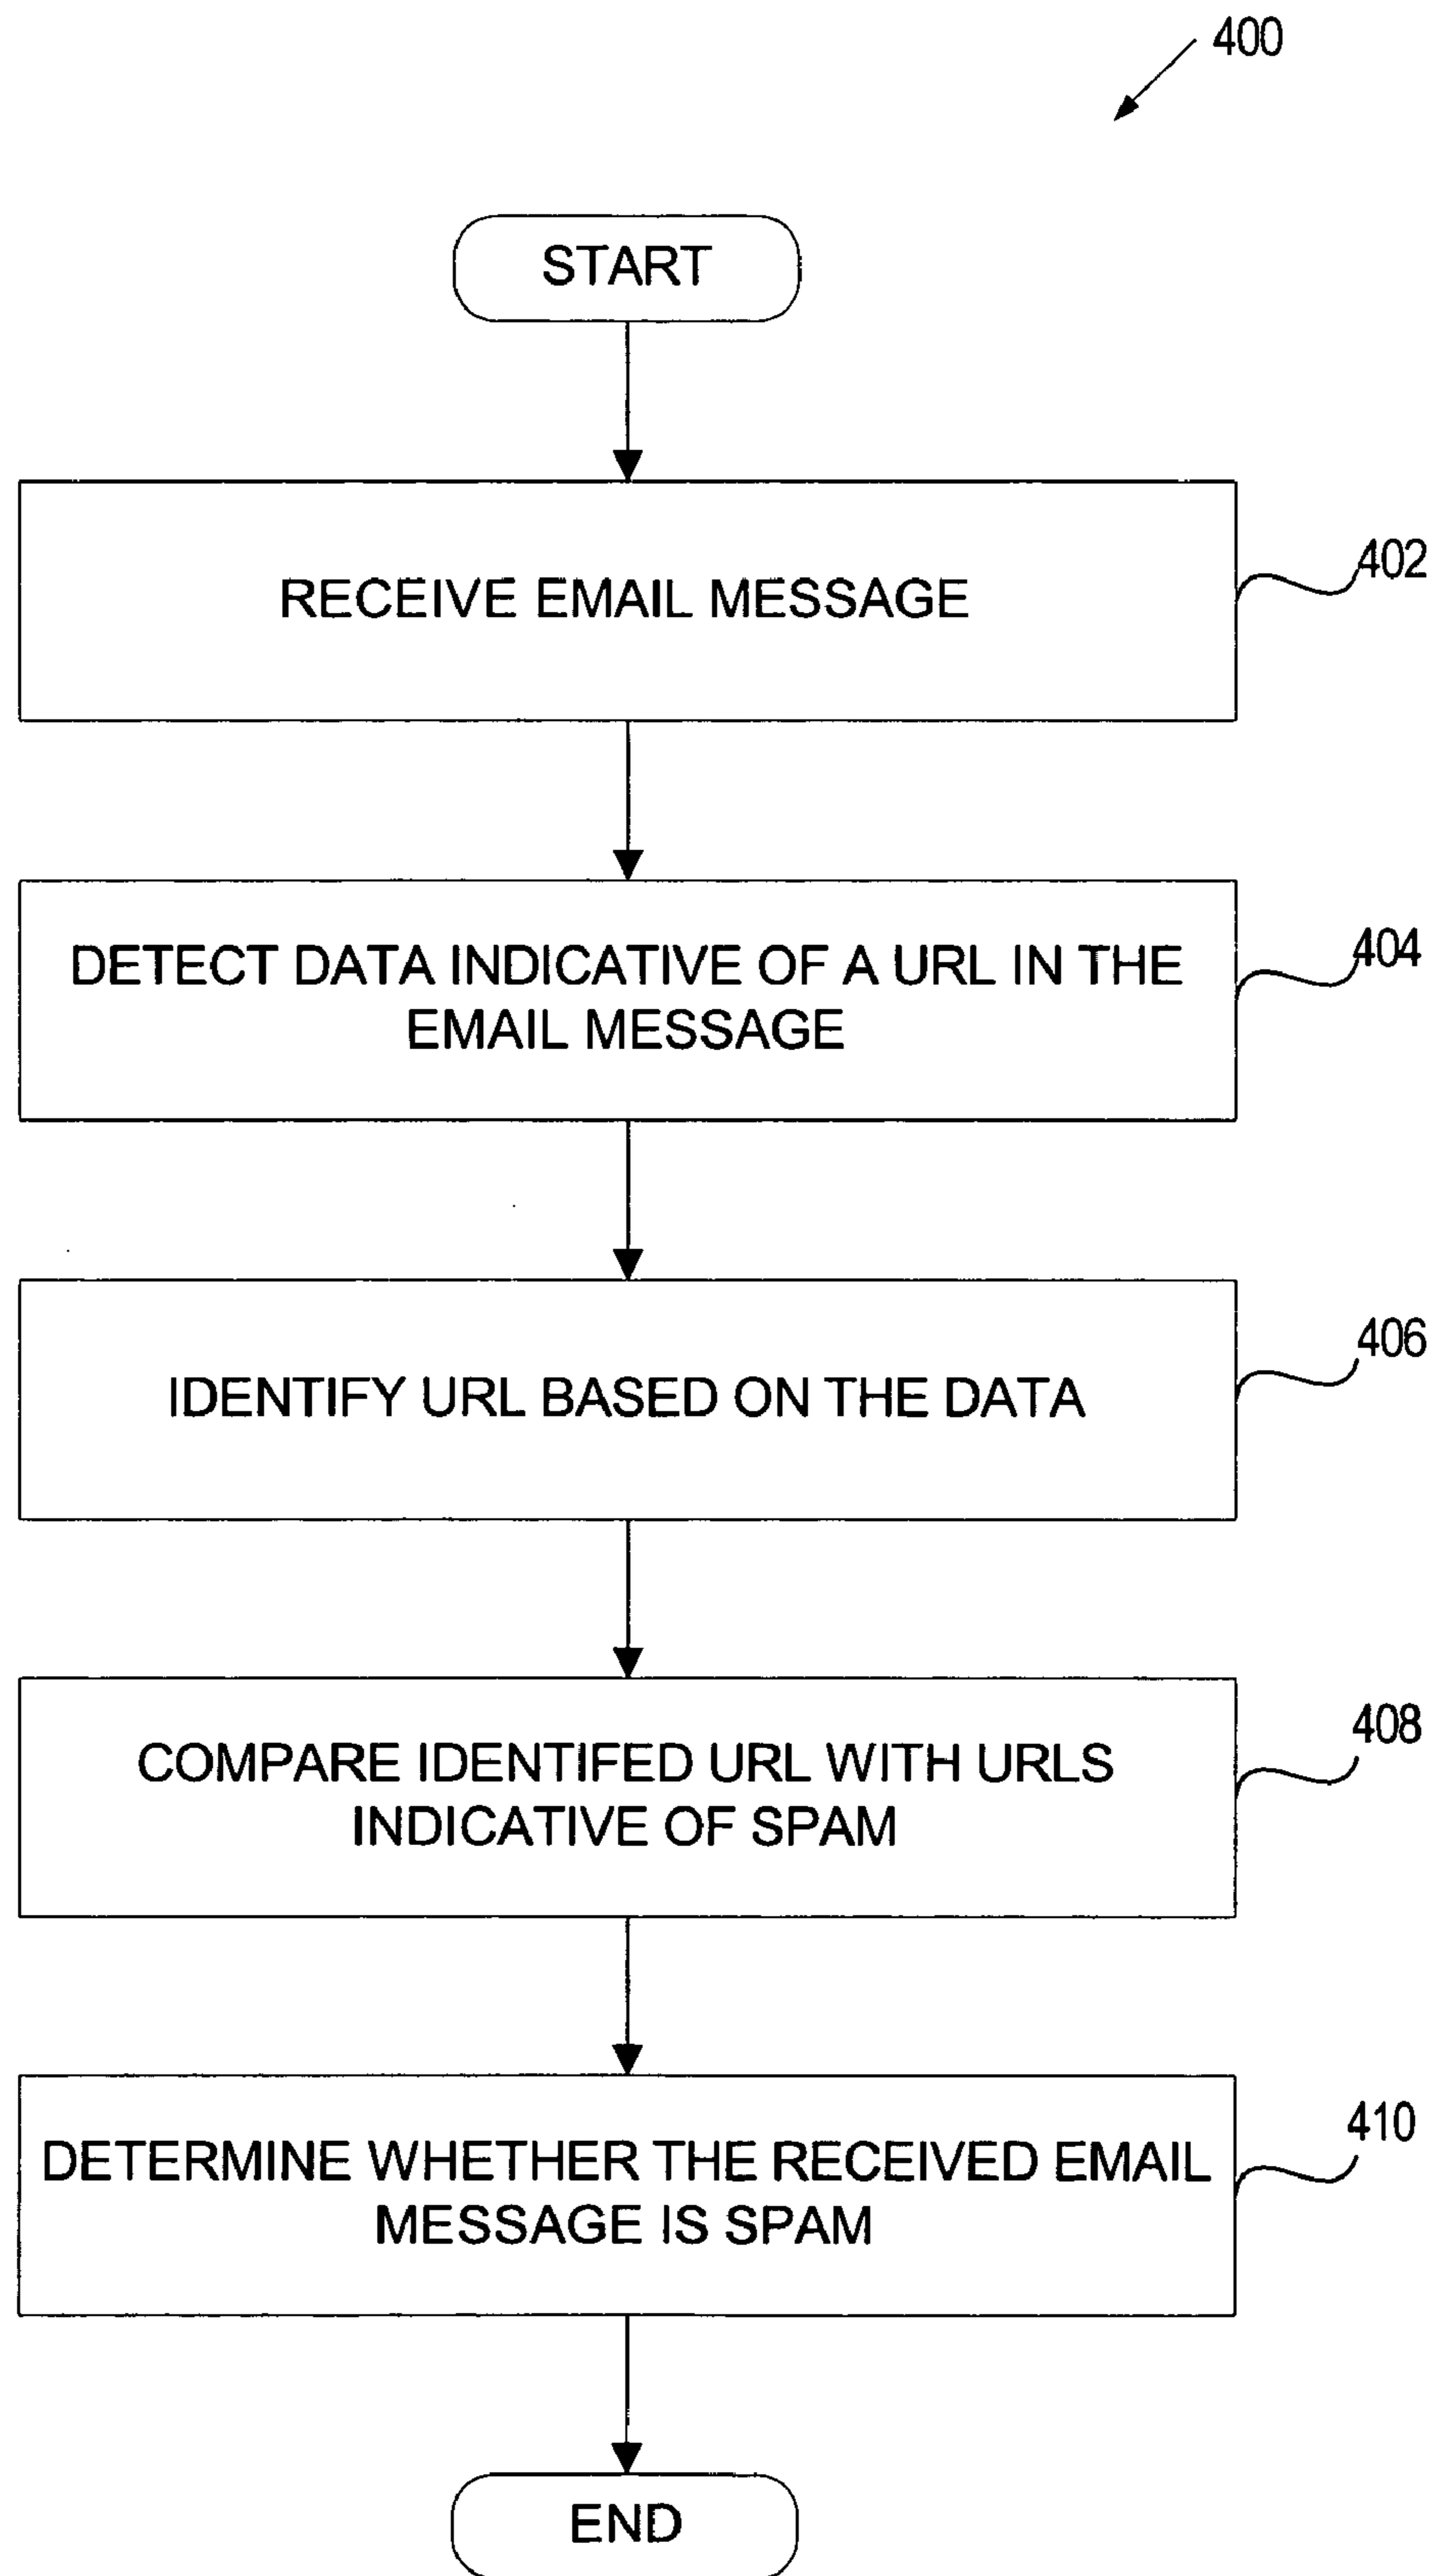 400
START
RECEIVE EMAIL MESSAGE
402
DETECT DATA INDICATIVE OF A URL IN THE
EMAIL MESSAGE
404
IDENTIFY URL BASED ON THE DATA
406
COMPARE IDENTIFED URL WITH URLS
INDICATIVE OF SPAM
408
DETERMINE WHETHER THE RECEIVED EMAIL
MESSAGE IS SPAM
410
END